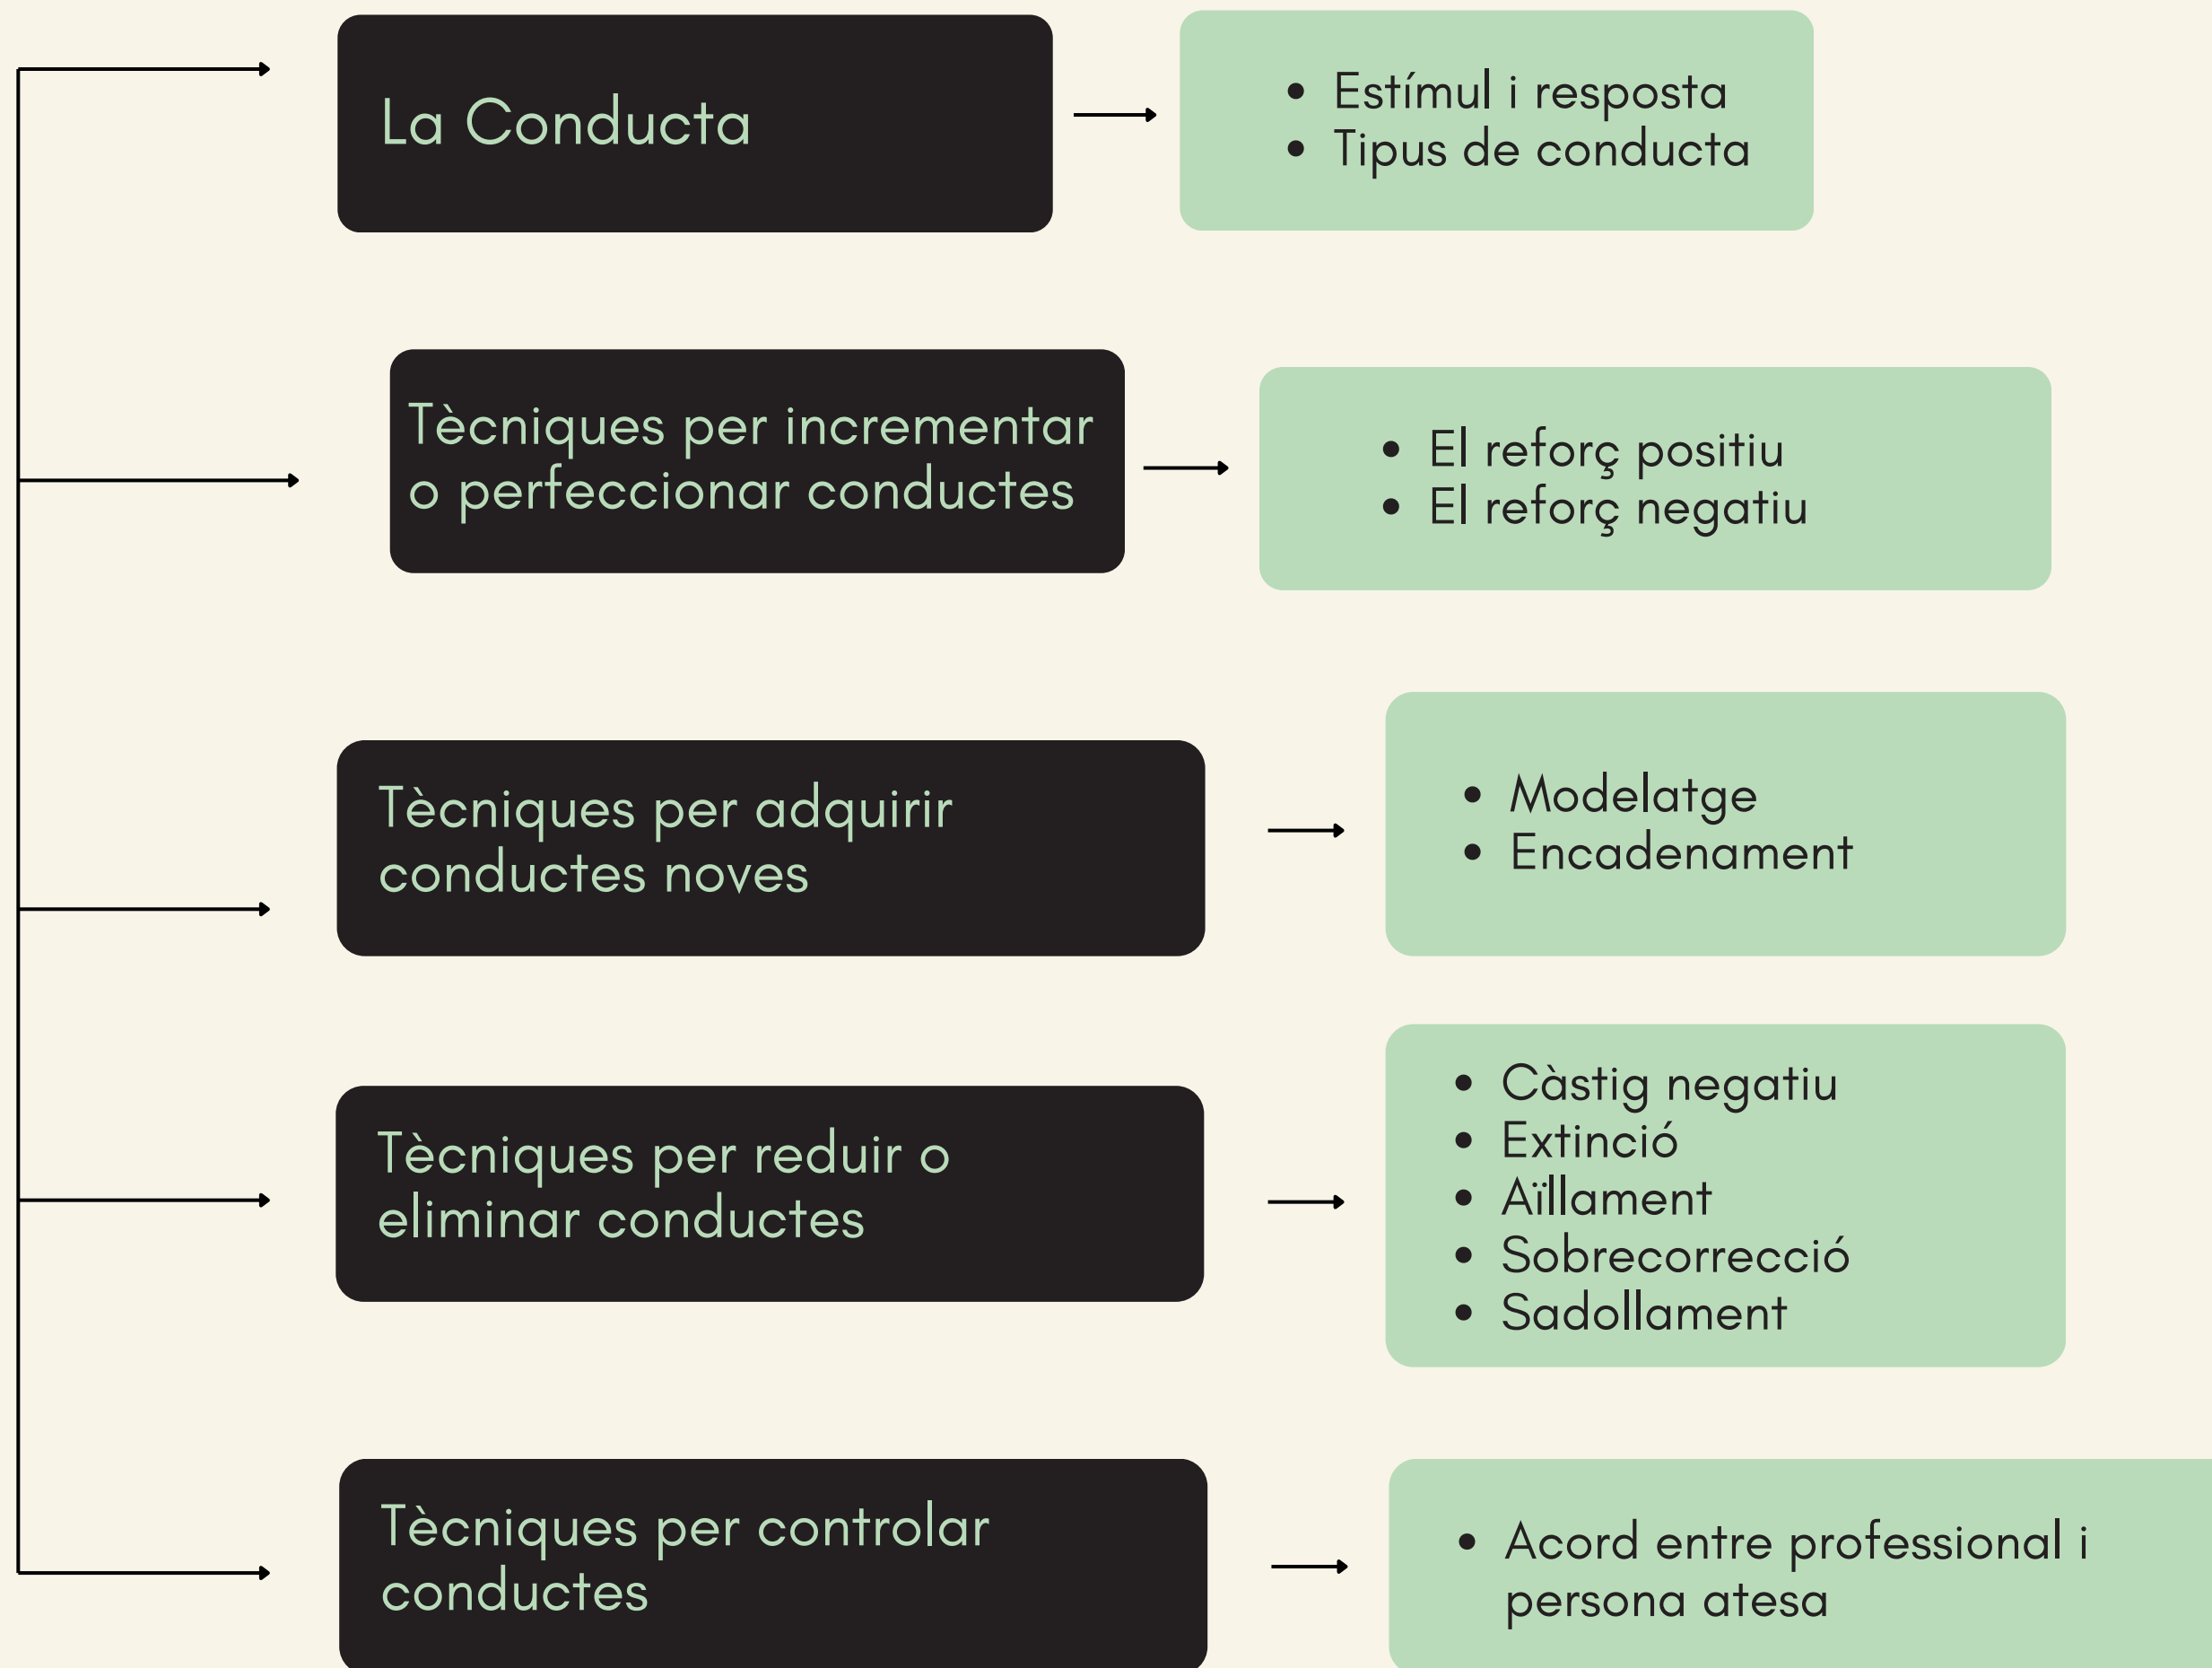 La Conducta
• Estímul i resposta
• Tipus de conducta
Tècniques per incrementar
o perfeccionar conductes
• El reforç positiu
• El reforç negatiu
Tècniques per adquirir
conductes noves
• Modelatge
• Encadenament
Tècniques per reduir o
eliminar conductes
• Càstig negatiu
• Extinció
• Aïllament
• Sobrecorrecció
• Sadollament
Tècniques per controlar
conductes
• Acord entre professional i
persona atesa